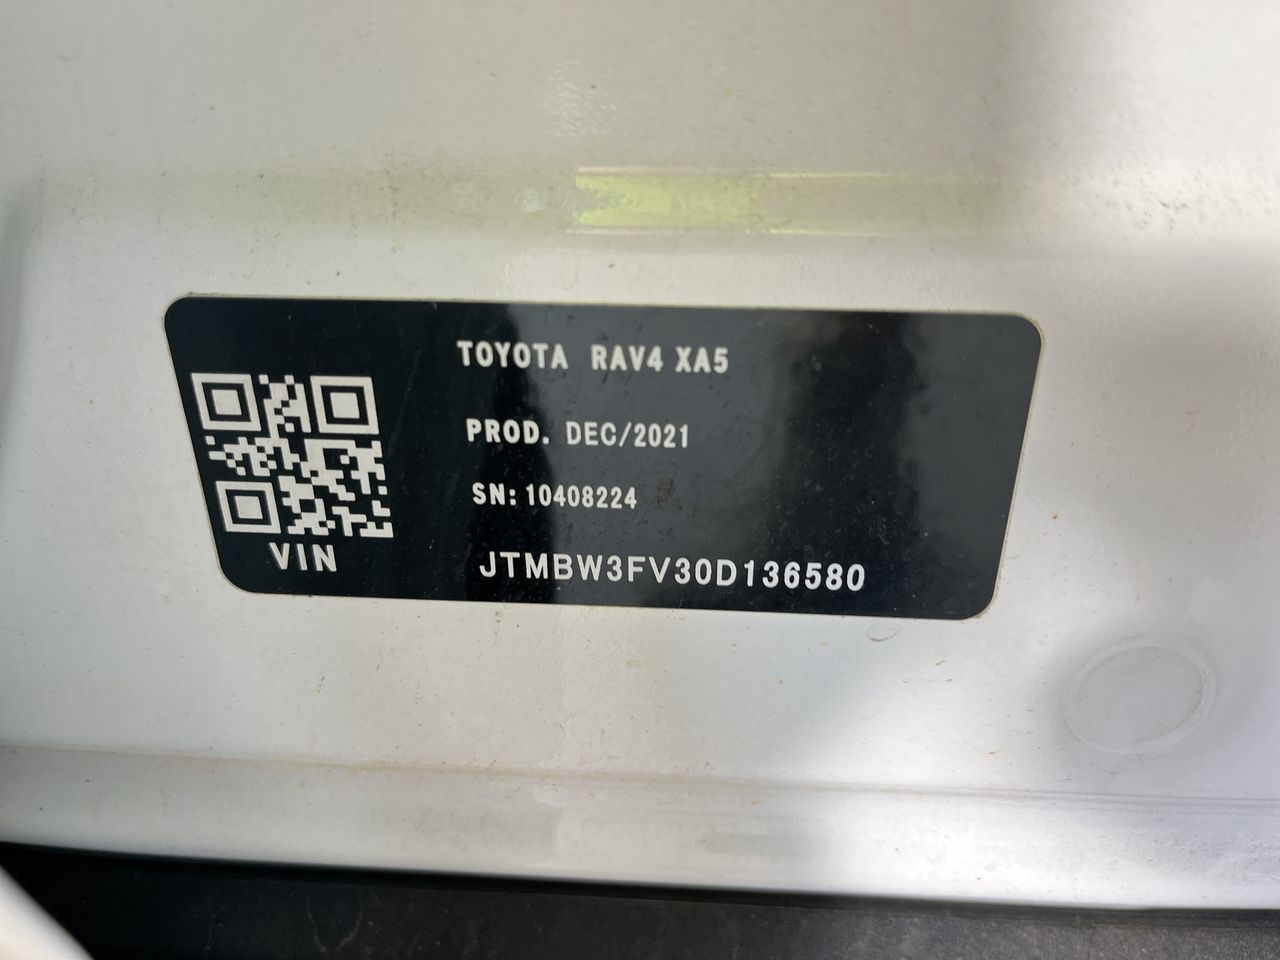 TOYOTA RAV4 XA5
PROD. DEC/2021
SN: 10408224
VIN
JTMBW3FV30D136580